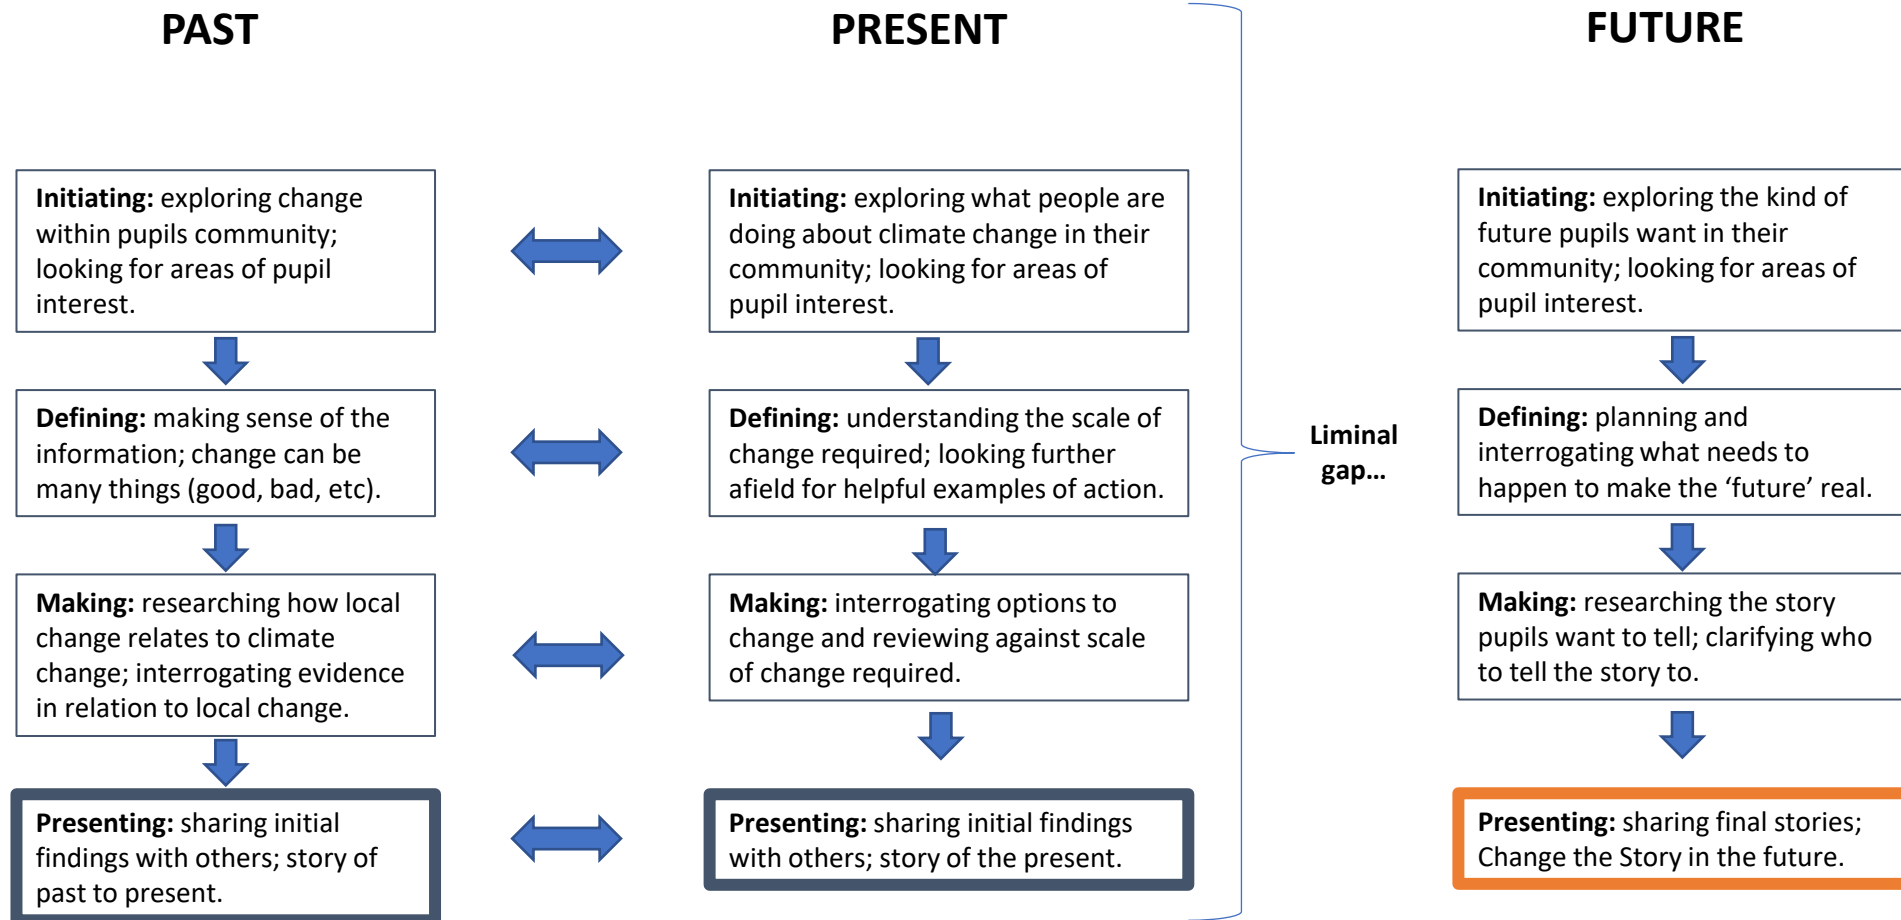 PAST
Initiating: exploring change
within pupils community;
looking for areas of pupil
interest.
Defining: making sense of the
information; change can be
many things (good, bad, etc).
Making: researching how local
change relates to climate
change; interrogating evidence
in relation to local change.
Presenting: sharing initial
findings with others; story of
past to present.
PRESENT
Initiating: exploring what people are
doing about climate change in their
community; looking for areas of
pupil interest.
Defining: understanding the scale of
change required; looking further
afield for helpful examples of action.
Making: interrogating options to
change and reviewing against scale
of change required.
Presenting: sharing initial findings
with others; story of the present.
Liminal
gap...
FUTURE
Initiating: exploring the kind of
future pupils want in their
community; looking for areas of
pupil interest.
Defining: planning and
interrogating what needs to
happen to make the ‘future’ real.
Making: researching the story
pupils want to tell; clarifying who
to tell the story to.
Presenting: sharing final stories;
Change the Story in the future.